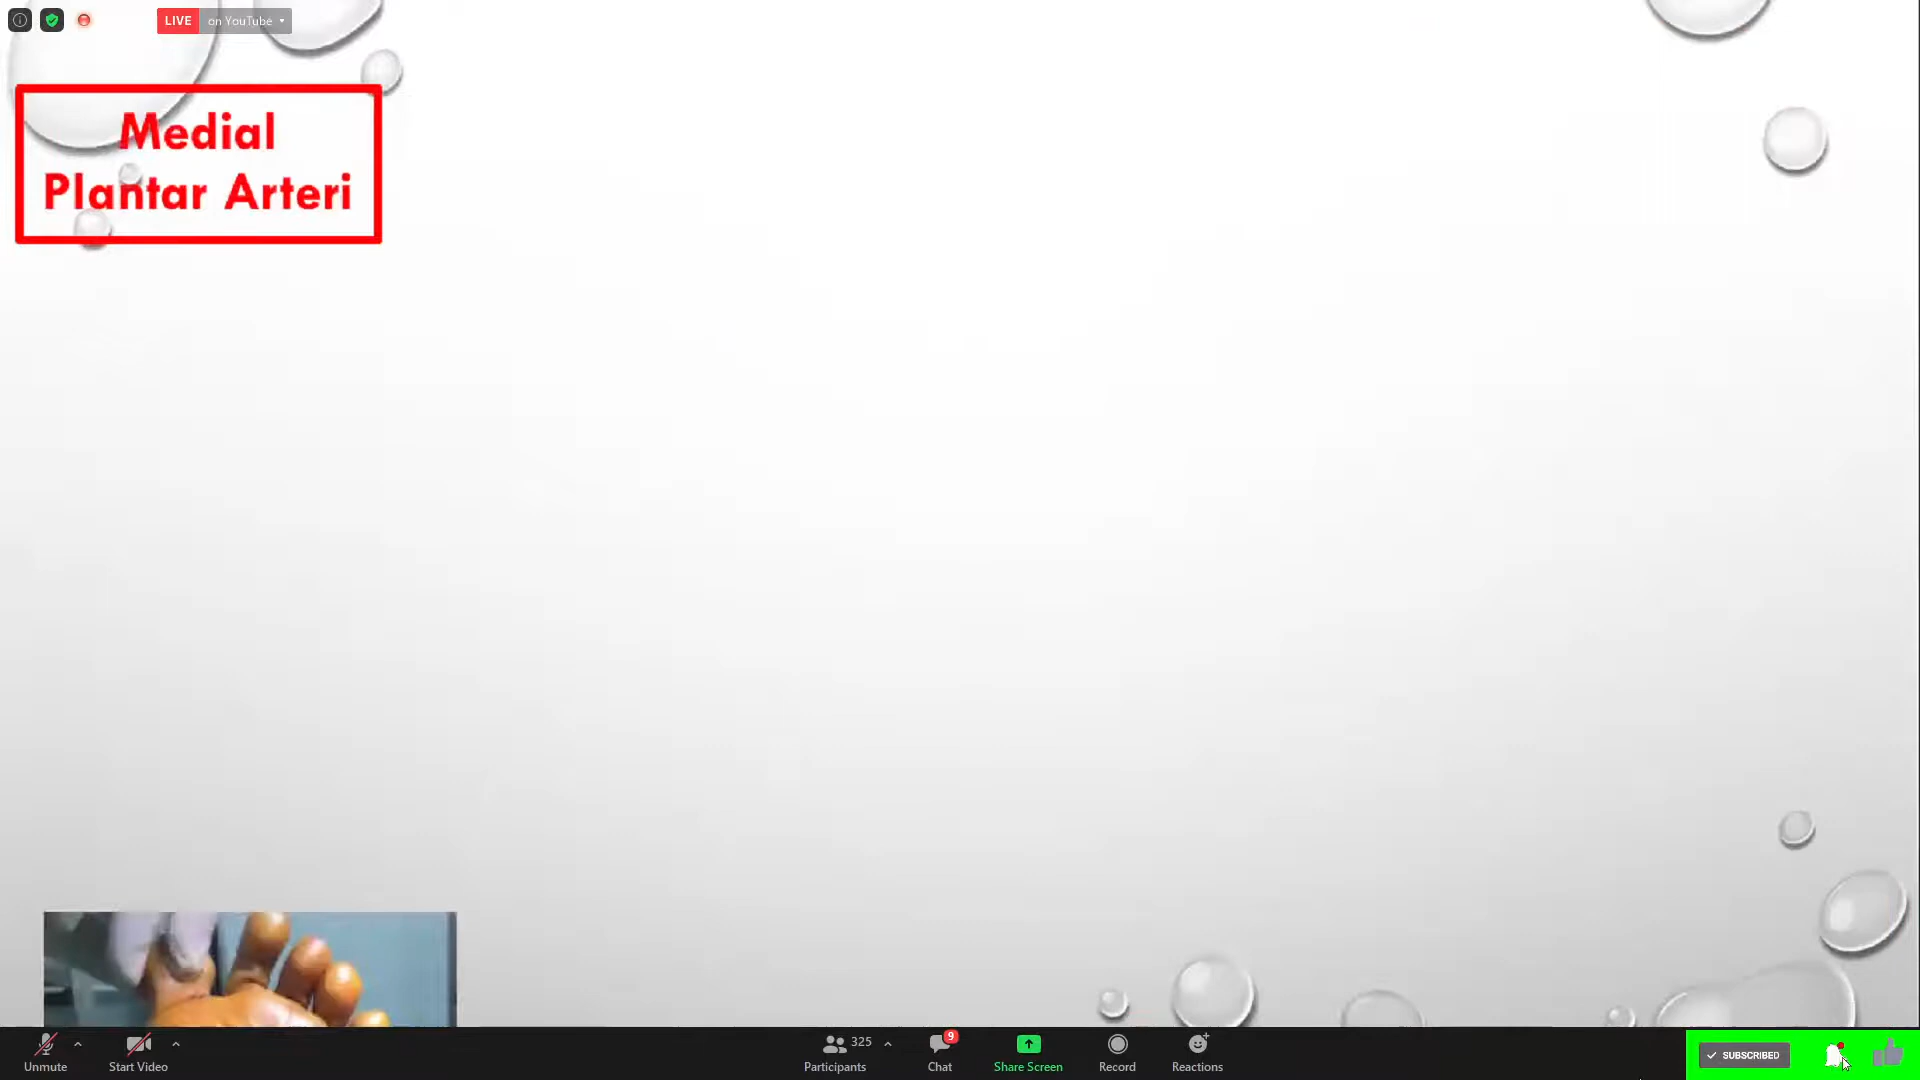 LIVE on YouTube
Medial
Plantar Arteri
Unmute
Start Video
325
Participants
9
Chat
Share Screen
Record
Reactions
SUBSCRIBED